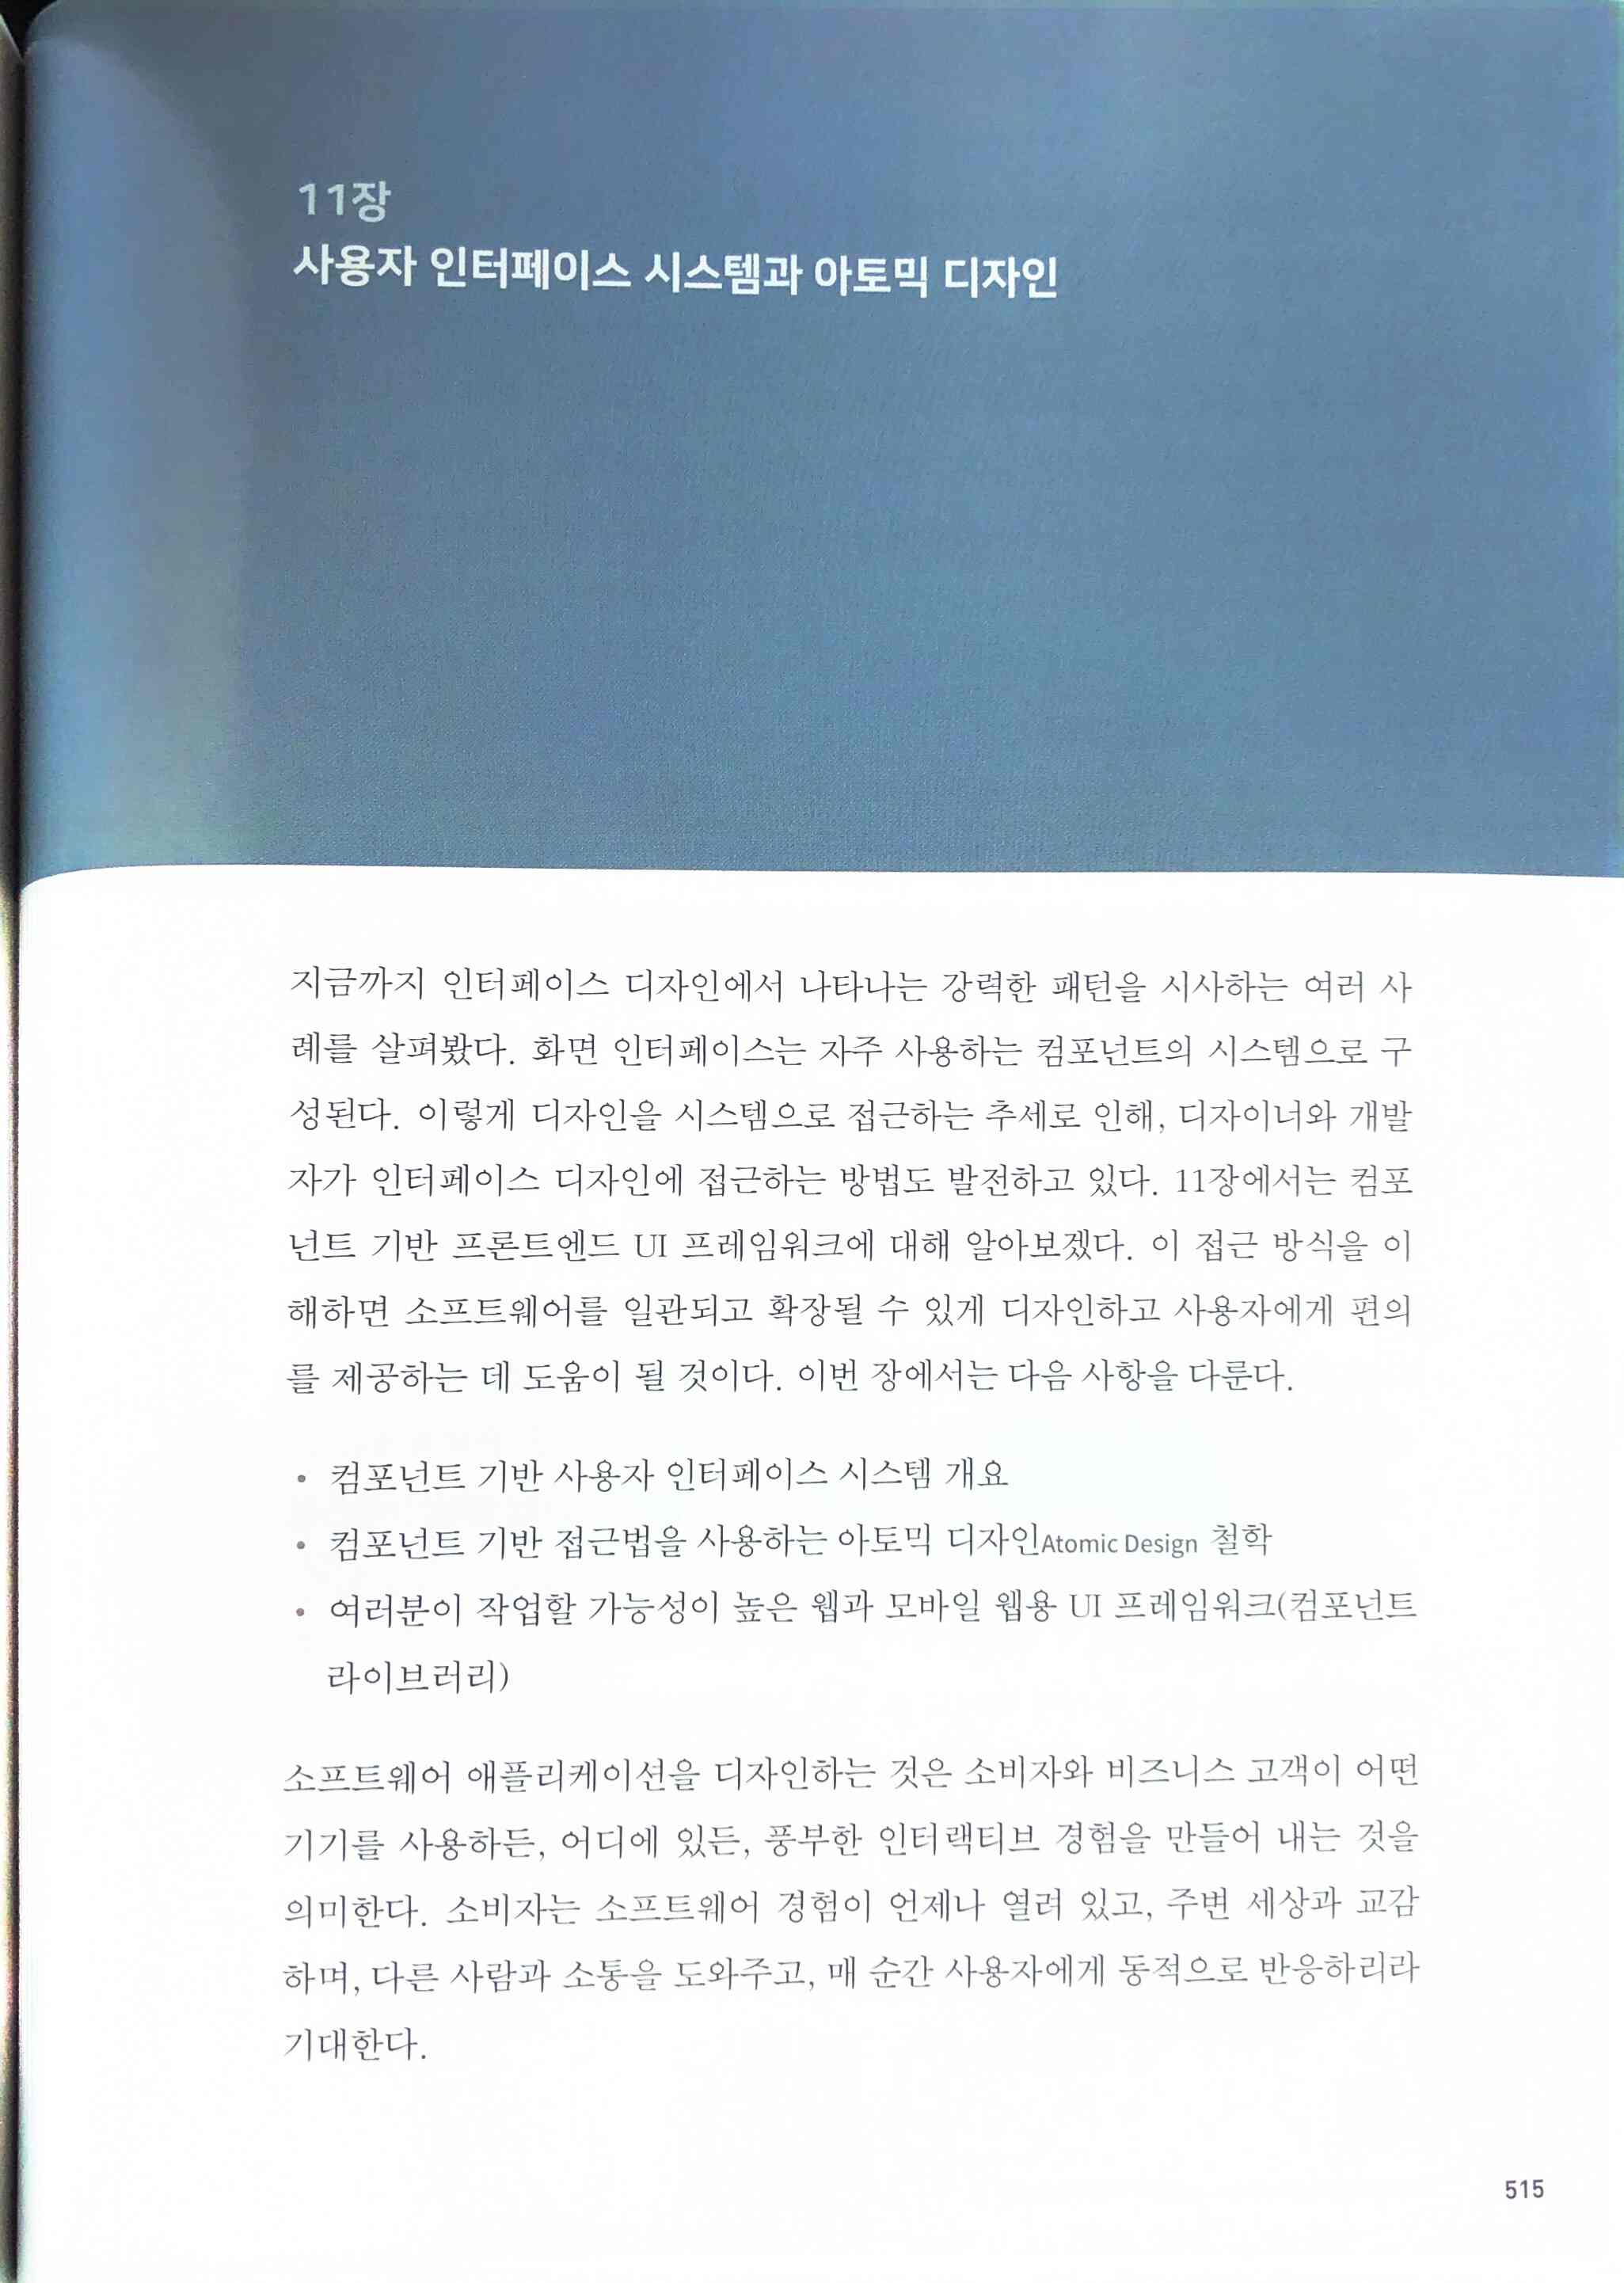 11장
사용자 인터페이스 시스템과 아토믹 디자인
지금까지 인터페이스 디자인에서 나타나는 강력한 패턴을 시사하는 여러 사
례를 살펴봤다. 화면 인터페이스는 자주 사용하는 컴포넌트의 시스템으로 구
성된다. 이렇게 디자인을 시스템으로 접근하는 추세로 인해, 디자이너와 개발
자가 인터페이스 디자인에 접근하는 방법도 발전하고 있다. 11장에서는 컴포
넌트 기반 프론트엔드 UI 프레임워크에 대해 알아보겠다. 이 접근 방식을 이
해하면 소프트웨어를 일관되고 확장될 수 있게 디자인하고 사용자에게 편의
를 제공하는 데 도움이 될 것이다. 이번 장에서는 다음 사항을 다룬다.
• 컴포넌트 기반 사용자 인터페이스 시스템 개요
• 컴포넌트 기반 접근법을 사용하는 아토믹 디자인Atomic Design 철학
• 여러분이 작업할 가능성이 높은 웹과 모바일 웹용 UI 프레임워크(컴포넌트
라이브러리)
소프트웨어 애플리케이션을 디자인하는 것은 소비자와 비즈니스 고객이 어떤
기기를 사용하든, 어디에 있든, 풍부한 인터랙티브 경험을 만들어 내는 것을
의미한다. 소비자는 소프트웨어 경험이 언제나 열려 있고, 주변 세상과 교감
하며, 다른 사람과 소통을 도와주고, 매 순간 사용자에게 동적으로 반응하리라
기대한다.
515